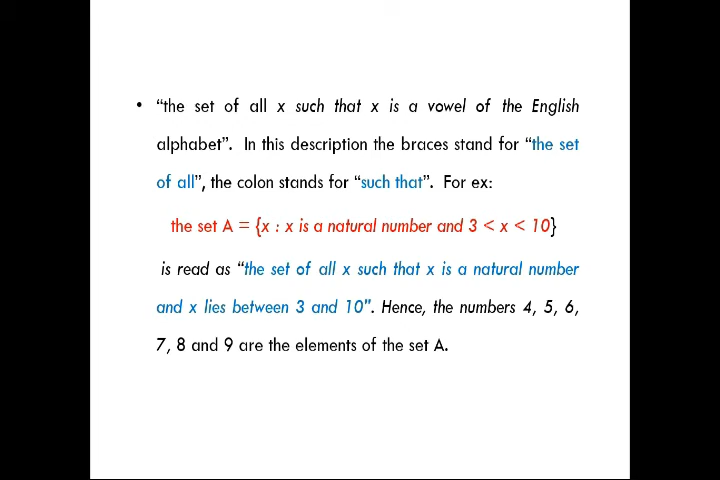 • “the set of all x such that x is a vowel of the English
alphabet”. In this description the braces stand for “the set
of all”, the colon stands for “such that”. For ex:
the set A = {x : x is a natural number and 3 < x < 10}
is read as “the set of all x such that x is a natural number
and x lies between 3 and 10”. Hence, the numbers 4, 5, 6,
7, 8 and 9 are the elements of the set A.